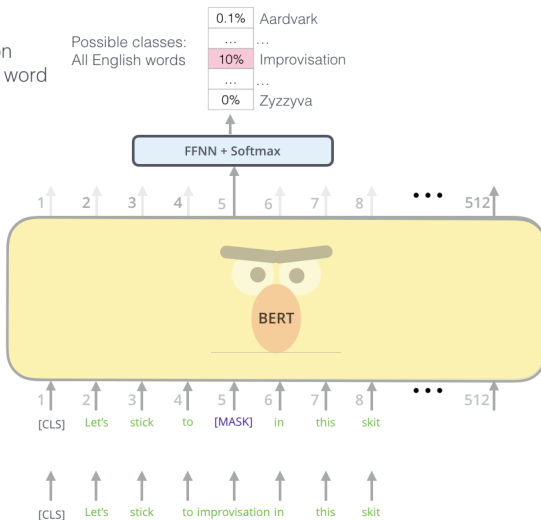 on
word
Possible classes:
All English words
0.1% Aardvark
... ...
10% Improvisation
... ...
0% Zyzzyva
FFNN + Softmax
1 2 3 4 5 6 7 8 ••• 512
BERT
1 2 3 4 5 6 7 8 ••• 512
[CLS] Let's stick to [MASK] in this skit
[CLS] Let's stick to improvisation in this skit